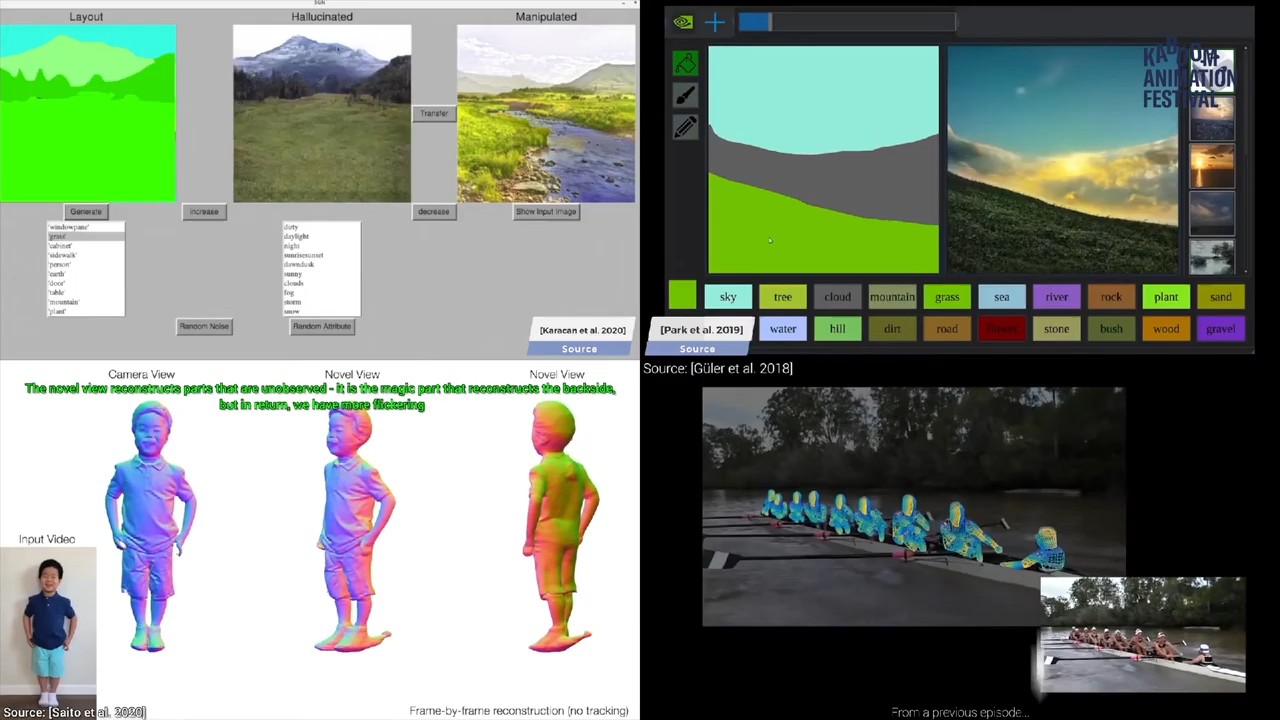 SGN
Layout
Hallucinated
Manipulated
Transfer
Generate
increase
decrease
Show Input Image
'windowpane'
'grass'
'cabinet'
'sidewalk'
'person'
'earth'
'door'
'table'
'mountain'
'plant'
dirty
daylight
night
sunrisesunset
dawndusk
sunny
clouds
fog
storm
snow
Random Noise
Random Attribute
[Karacan et al. 2020]
Source
KABOOM
ANIMATION
FESTIVAL
sky tree cloud mountain grass sea river rock plant sand
water hill dirt road flower stone bush wood gravel
[Park et al. 2019]
Source
Camera View
Novel View
Novel View
The novel view reconstructs parts that are unobserved - it is the magic part that reconstructs the backside,
but in return, we have more flickering
Input Video
Source: [Saito et al. 2020]
Frame-by-frame reconstruction (no tracking)
Source: [Güler et al. 2018]
From a previous episode...